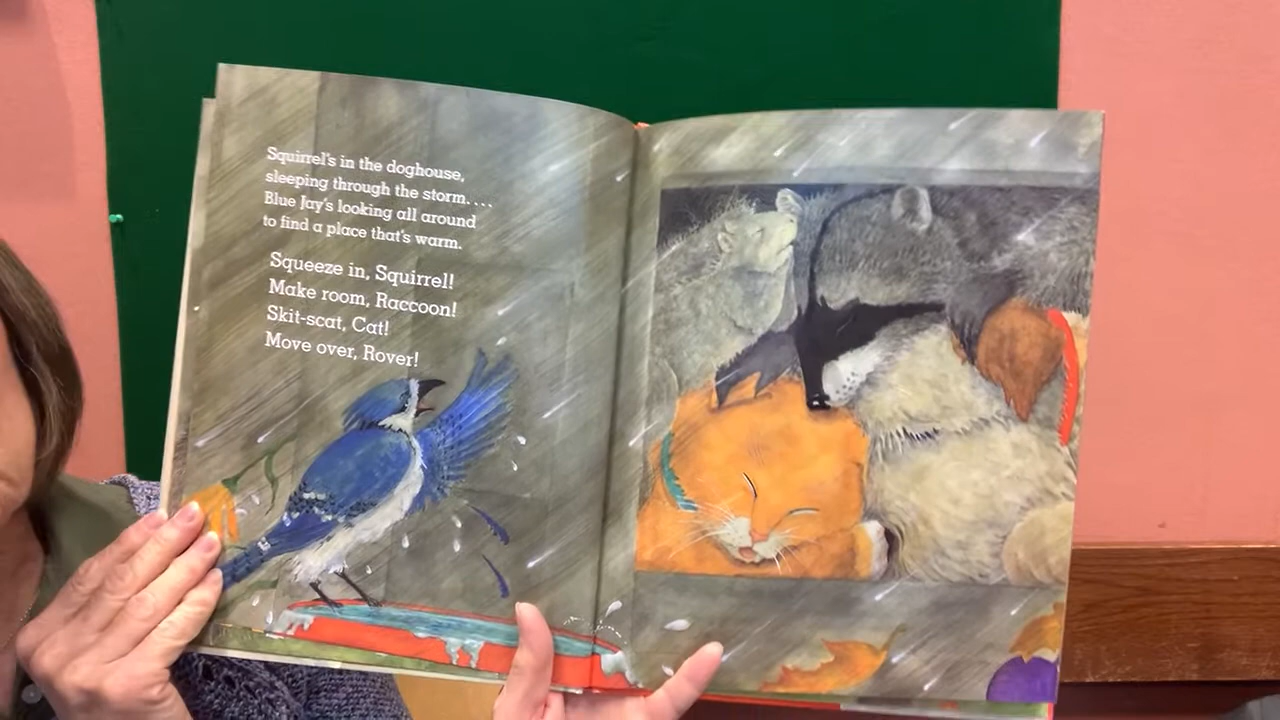 Squirrel's in the doghouse,
sleeping through the storm....
Blue Jay's looking all around
to find a place that's warm.
Squeeze in, Squirrel!
Make room, Raccoon!
Skit-scat, Cat!
Move over, Rover!